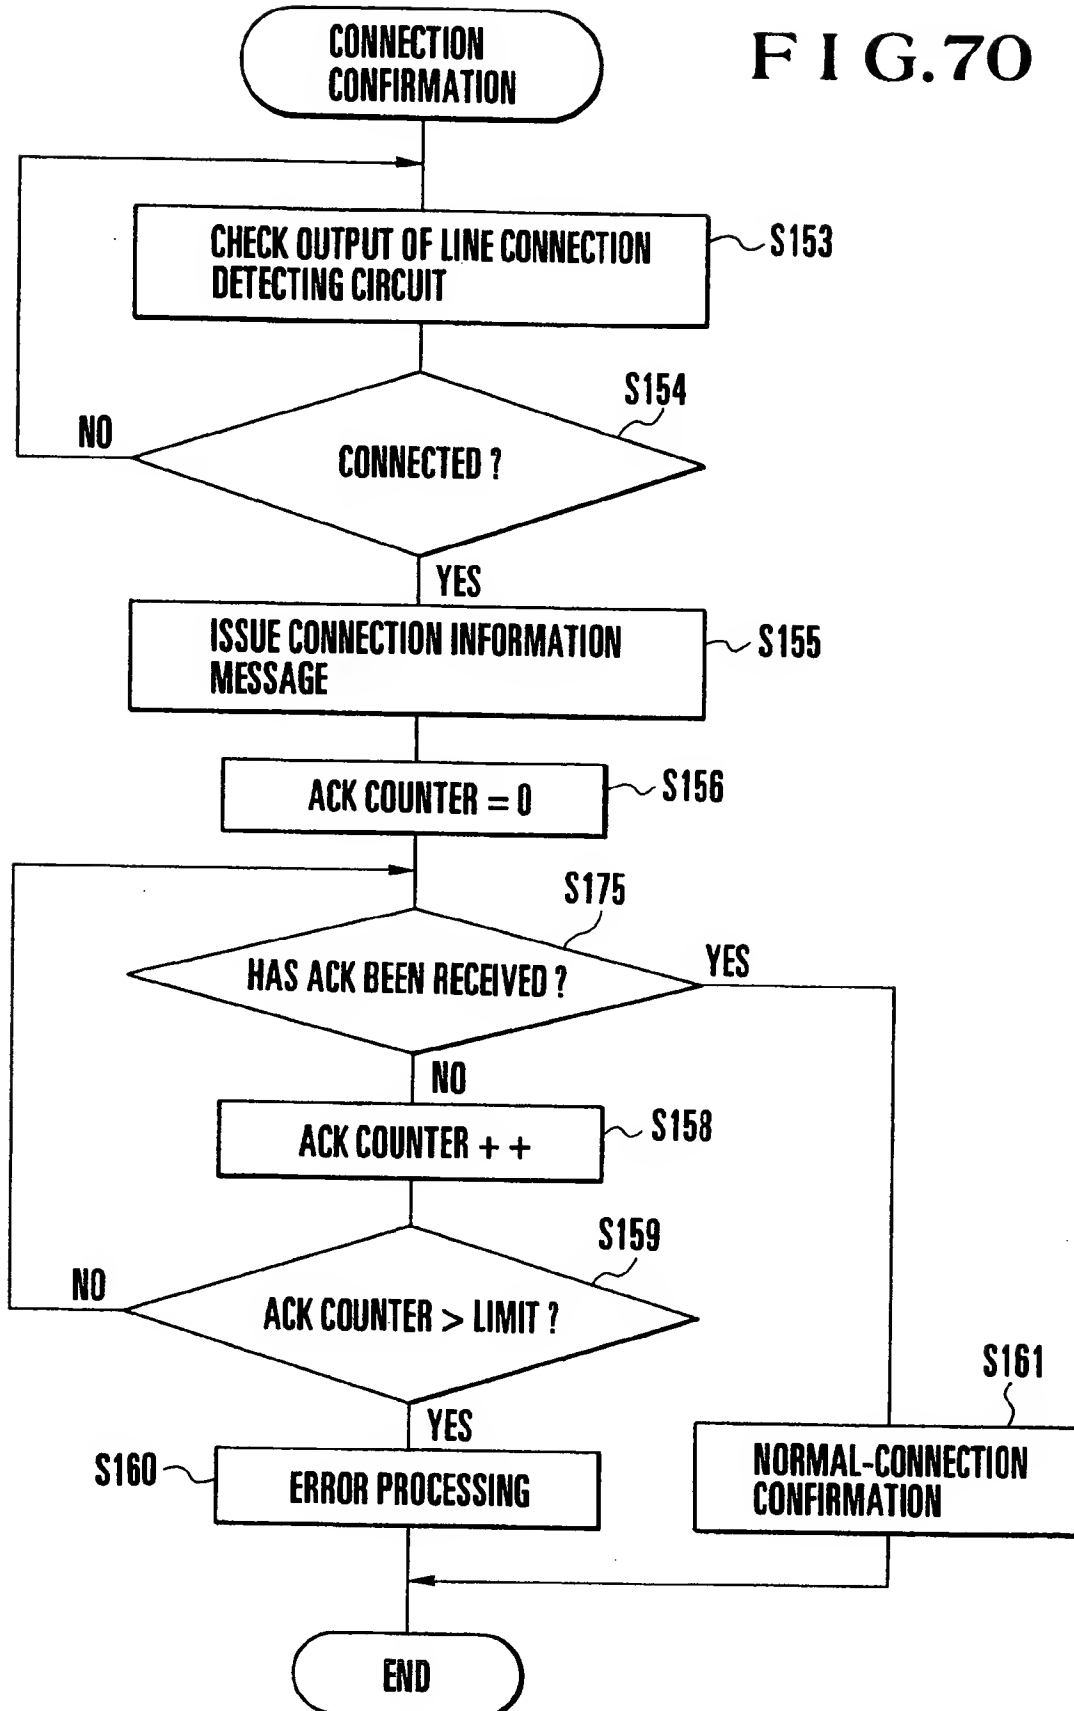 FIG.70
CONNECTION
CONFIRMATION
CHECK OUTPUT OF LINE CONNECTION
DETECTING CIRCUIT
S153
S154
NO
CONNECTED ?
YES
ISSUE CONNECTION INFORMATION
MESSAGE
S155
ACK COUNTER = 0
S156
S175
HAS ACK BEEN RECEIVED ?
YES
NO
ACK COUNTER + +
S158
S159
NO
ACK COUNTER > LIMIT ?
YES
S160
ERROR PROCESSING
S161
NORMAL-CONNECTION
CONFIRMATION
END